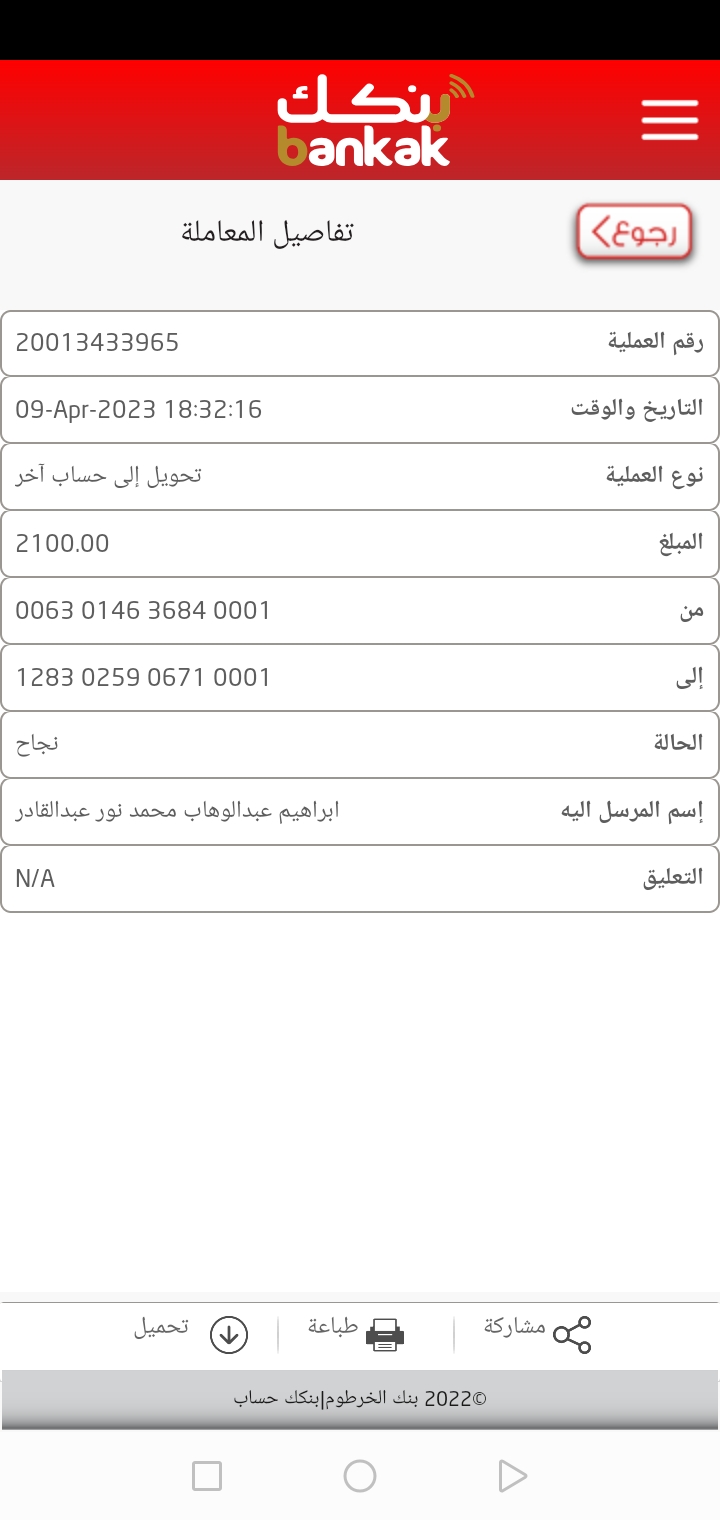 بنكك
bankak
رجوع
تفاصيل المعاملة
رقم العملية 20013433965
التاريخ والوقت 09-Apr-2023 18:32:16
نوع العملية تحويل إلى حساب آخر
المبلغ 2100.00
من 0063 0146 3684 0001
إلى 1283 0259 0671 0001
الحالة نجاح
إسم المرسل اليه ابراهيم عبدالوهاب محمد نور عبدالقادر
التعليق N/A
مشاركة طباعة تحميل
©2022 بنك الخرطوم|بنكك حساب